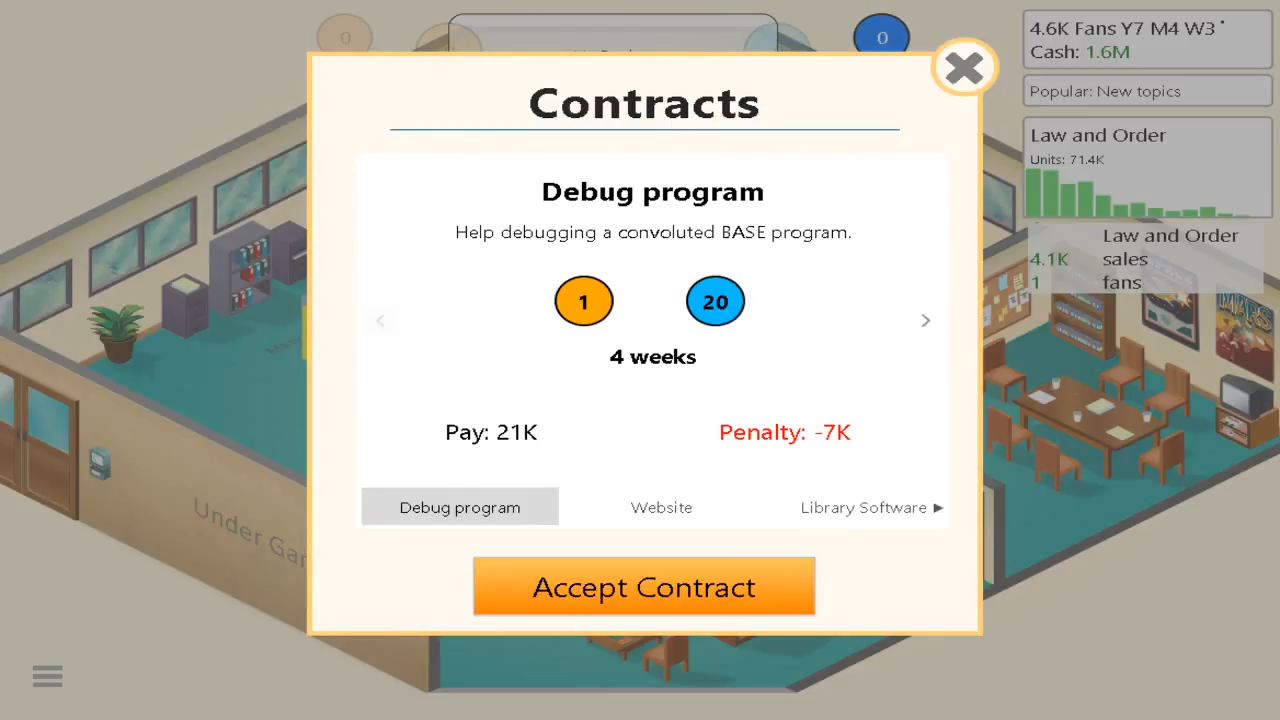 0
0
4.6K Fans Y7 M4 W3
Cash: 1.6M
Popular: New topics
Law and Order
Units: 71.4K
Law and Order
4.1K sales
1 fans
Contracts
Debug program
Help debugging a convoluted BASE program.
1 20
4 weeks
Pay: 21K Penalty: -7K
Debug program Website Library Software ►
Accept Contract
Under Gar